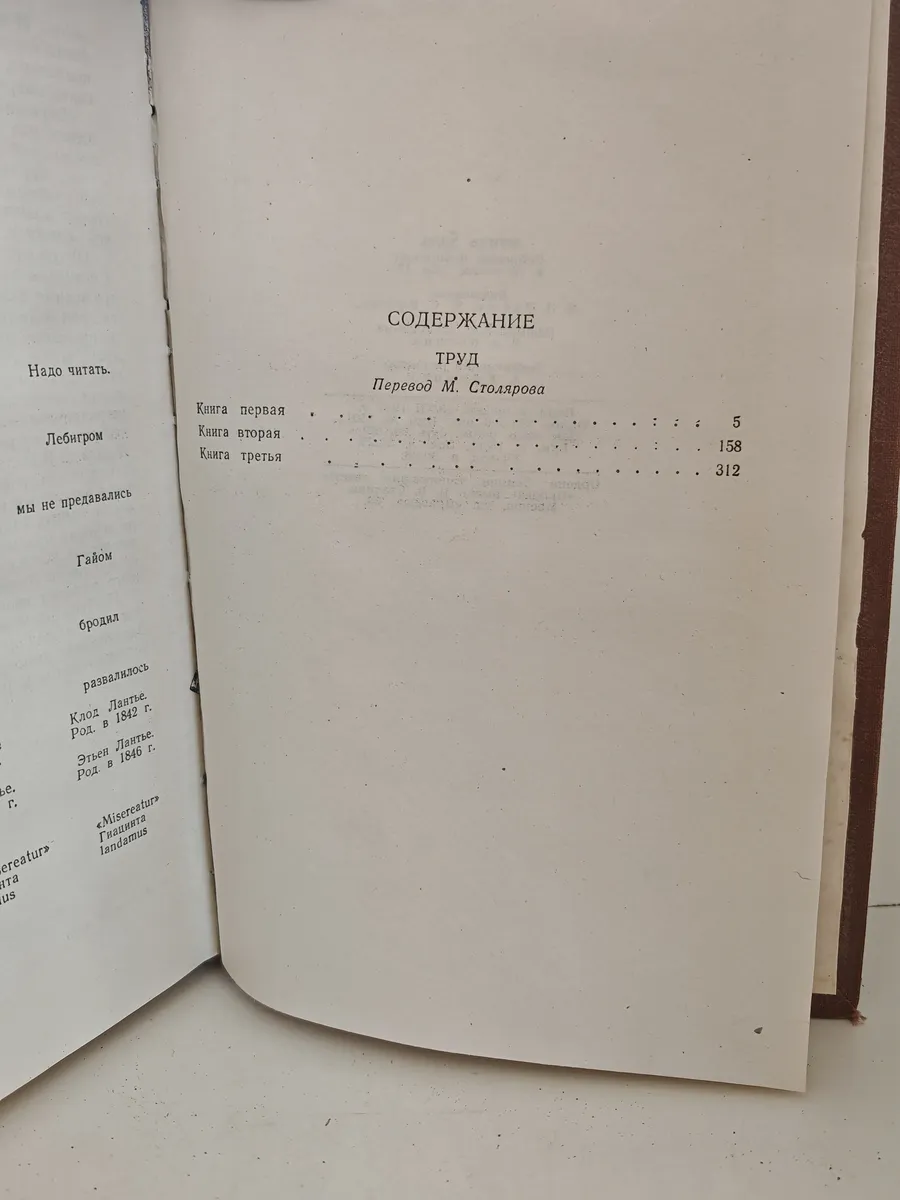 Надо читать.
Лебигром
мы не предавались
Гайом
бродил
развалилось
Клод Лантье.
Род. в 1842 г.
Этьен Лантье.
Род. в 1846 г.
г.
«Misereatur»
Гиацинта
landamus
СОДЕРЖАНИЕ
ТРУД
Перевод М. Столярова
Книга первая . . . . . . . . . . . . . . . . . : : : 5
Книга вторая . . . . . . . . . . . . . . . . . : . . 158
Книга третья . . . . . . . . . . . . . . . . . . . 312